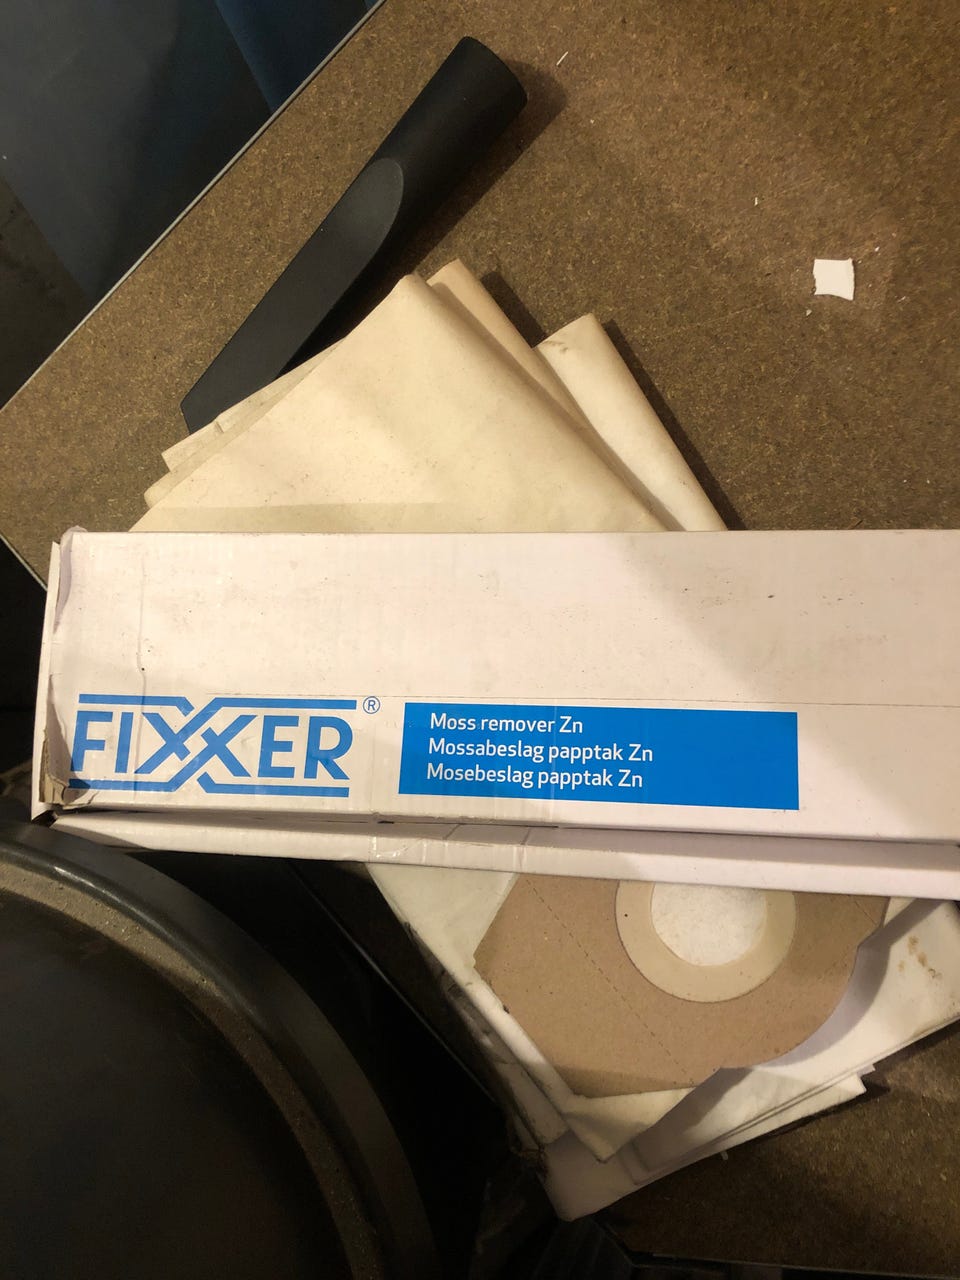 FIXXER®
Moss remover Zn
Mossabeslag papptak Zn
Mosebeslag papptak Zn